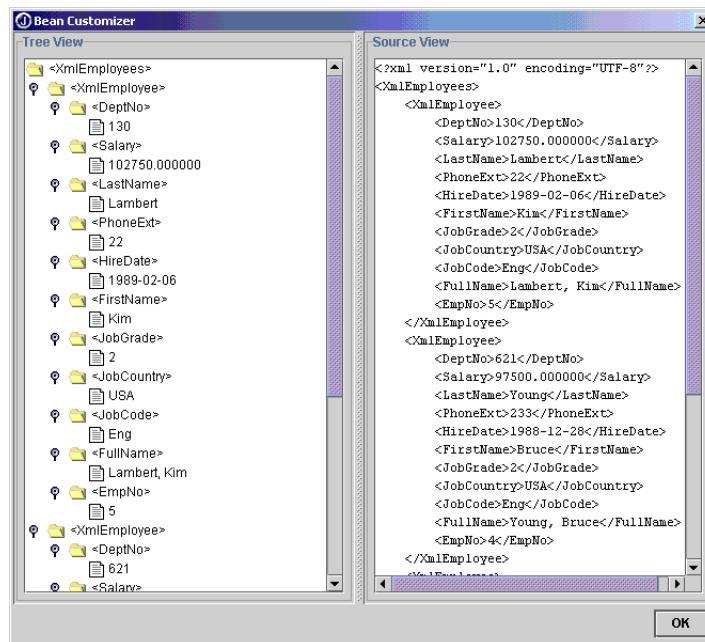 Bean Customizer
Tree View
<XmlEmployees>
<XmlEmployee>
<DeptNo>
130
<Salary>
102750.000000
<LastName>
Lambert
<PhoneExt>
22
<HireDate>
1989-02-06
<FirstName>
Kim
<JobGrade>
2
<JobCountry>
USA
<JobCode>
Eng
<FullName>
Lambert, Kim
<EmpNo>
5
<XmlEmployee>
<DeptNo>
621
<Salary>
Source View
<?xml version="1.0" encoding="UTF-8"?>
<XmlEmployees>
<XmlEmployee>
<DeptNo>130</DeptNo>
<Salary>102750.000000</Salary>
<LastName>Lambert</LastName>
<PhoneExt>22</PhoneExt>
<HireDate>1989-02-06</HireDate>
<FirstName>Kim</FirstName>
<JobGrade>2</JobGrade>
<JobCountry>USA</JobCountry>
<JobCode>Eng</JobCode>
<FullName>Lambert, Kim</FullName>
<EmpNo>5</EmpNo>
</XmlEmployee>
<XmlEmployee>
<DeptNo>621</DeptNo>
<Salary>97500.000000</Salary>
<LastName>Young</LastName>
<PhoneExt>233</PhoneExt>
<HireDate>1988-12-28</HireDate>
<FirstName>Bruce</FirstName>
<JobGrade>2</JobGrade>
<JobCountry>USA</JobCountry>
<JobCode>Eng</JobCode>
<FullName>Young, Bruce</FullName>
<EmpNo>4</EmpNo>
</XmlEmployee>
<XmlEmployee>
OK